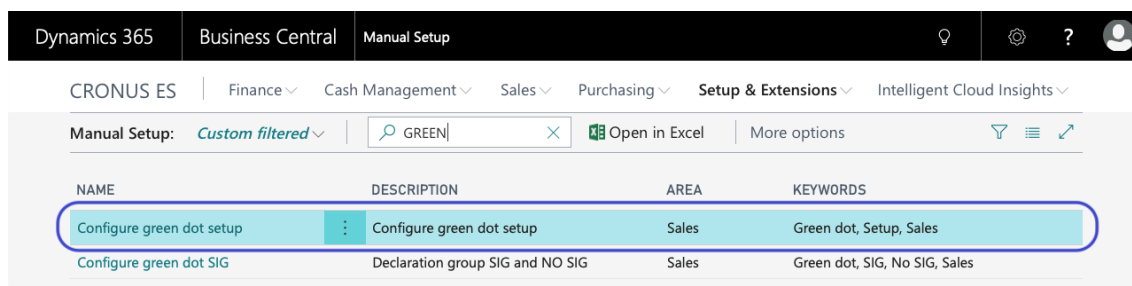 Dynamics 365 Business Central Manual Setup ?
CRONUS ES Finance Cash Management Sales Purchasing Setup & Extensions Intelligent Cloud Insights
Manual Setup: Custom filtered GREEN Open in Excel More options
NAME DESCRIPTION AREA KEYWORDS
Configure green dot setup Configure green dot setup Sales Green dot, Setup, Sales
Configure green dot SIG Declaration group SIG and NO SIG Sales Green dot, SIG, No SIG, Sales